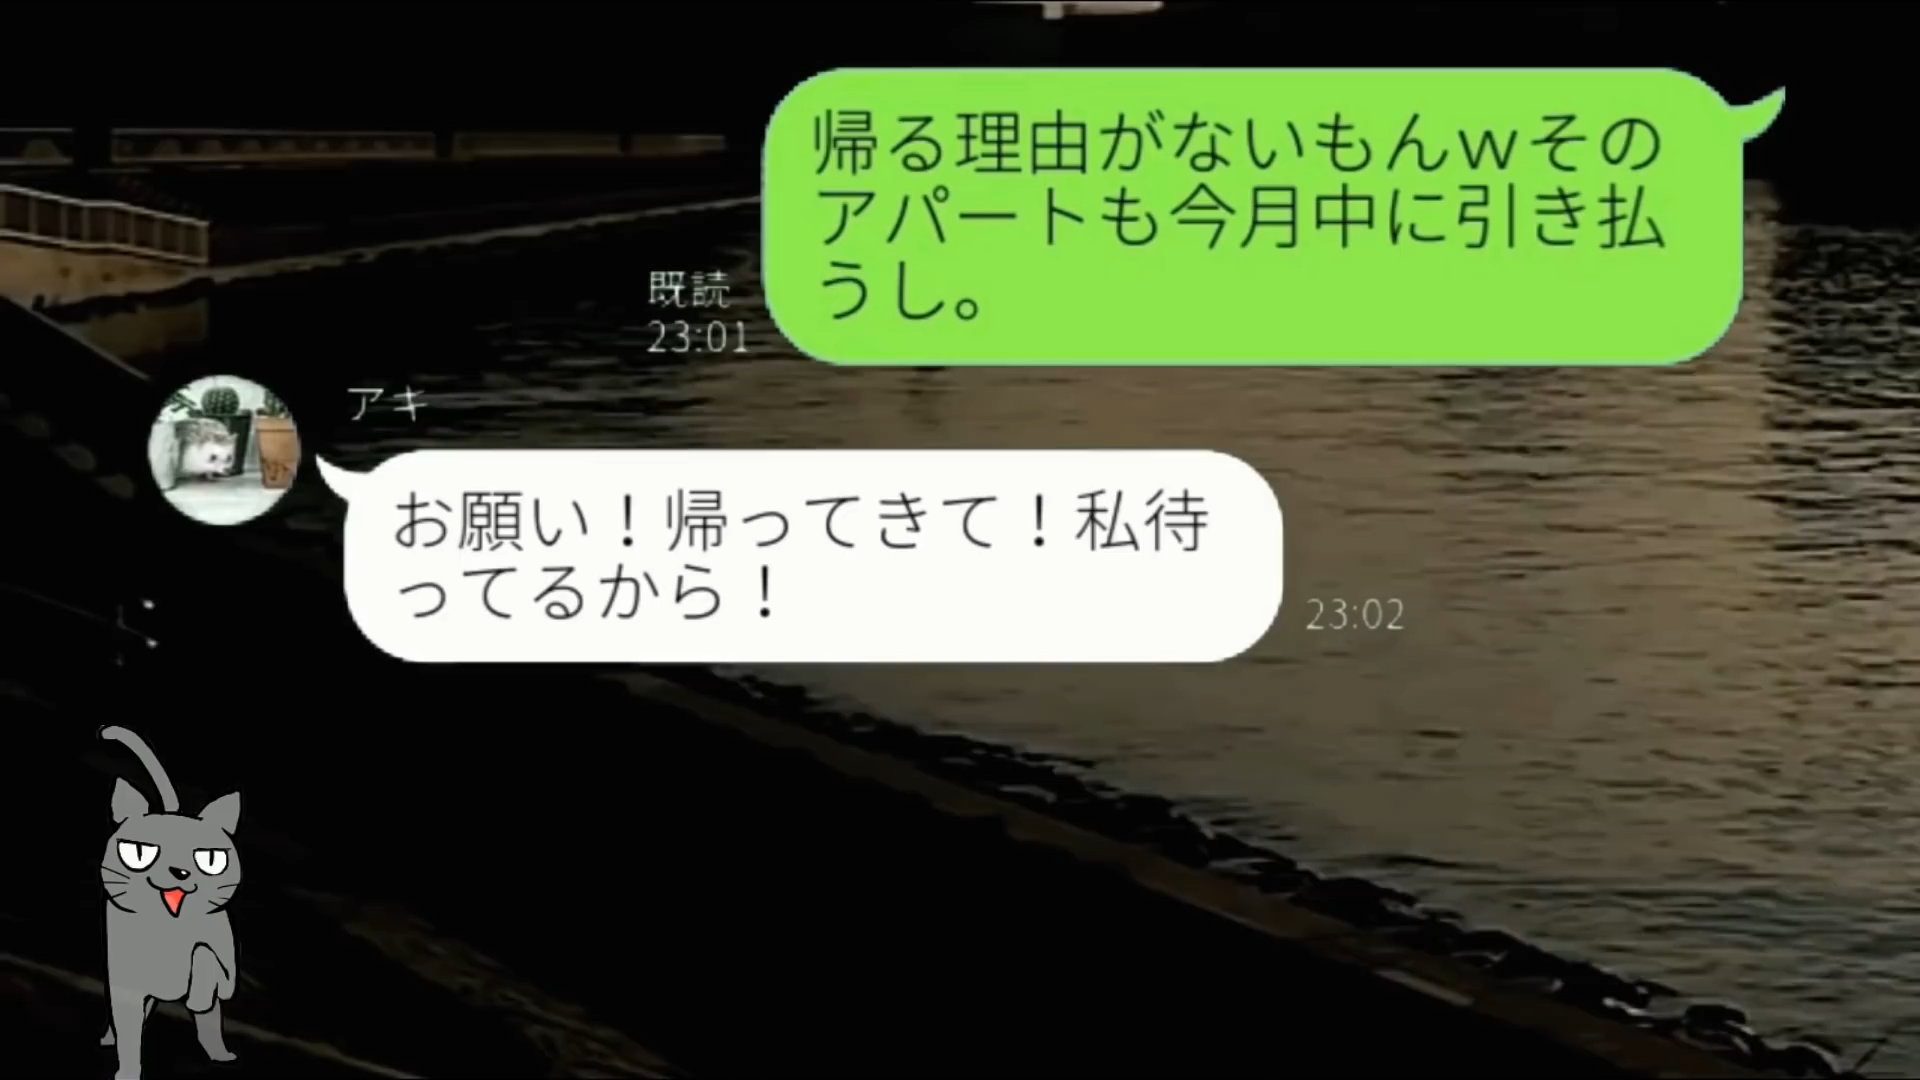 帰る理由がないもんwその
アパートも今月中に引き払
うし。
既読
23:01
アキ
お願い！帰ってきて！私待
ってるから！
23:02